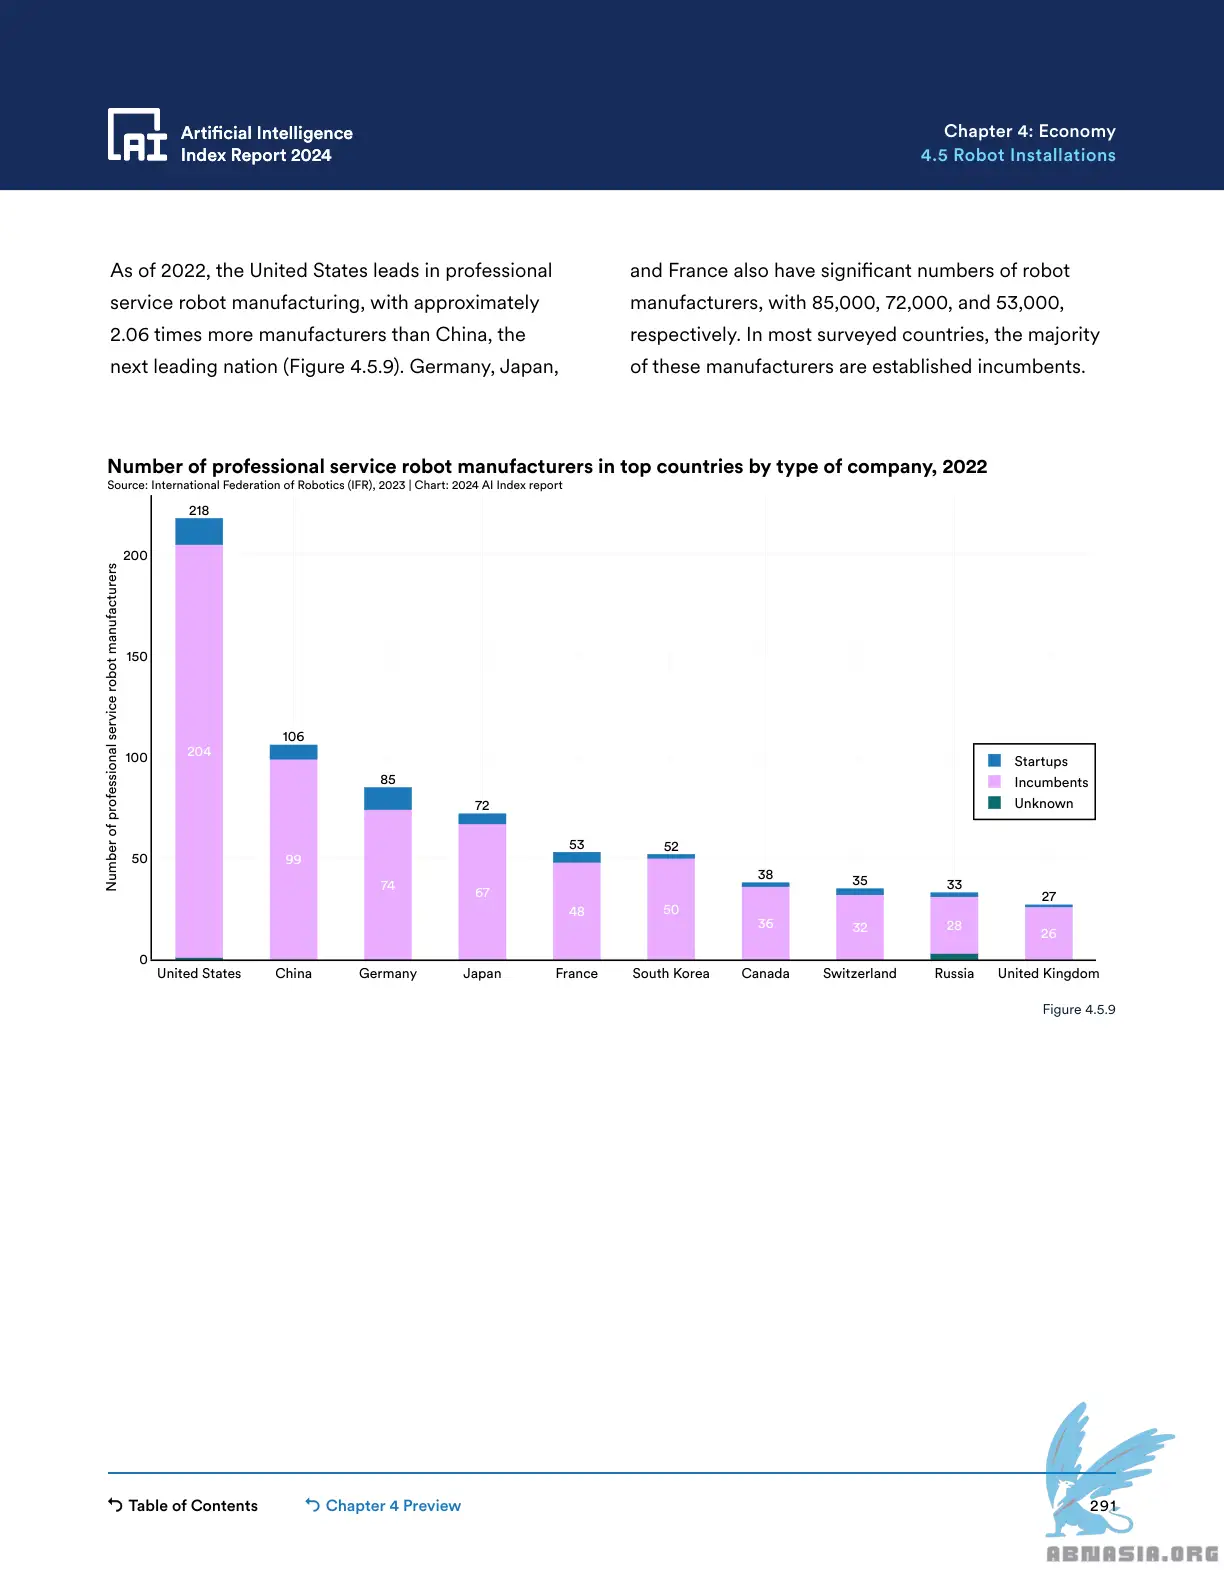 Artificial Intelligence
Index Report 2024
Chapter 4: Economy
4.5 Robot Installations
As of 2022, the United States leads in professional
service robot manufacturing, with approximately
2.06 times more manufacturers than China, the
next leading nation (Figure 4.5.9). Germany, Japan,
and France also have significant numbers of robot
manufacturers, with 85,000, 72,000, and 53,000,
respectively. In most surveyed countries, the majority
of these manufacturers are established incumbents.
Number of professional service robot manufacturers in top countries by type of company, 2022
Source: International Federation of Robotics (IFR), 2023 | Chart: 2024 AI Index report
Number of professional service robot manufacturers
200
150
100
50
0
218
204
106
99
85
74
72
67
53
48
52
50
38
36
35
32
33
28
27
26
Startups
Incumbents
Unknown
United States China Germany Japan France South Korea Canada Switzerland Russia United Kingdom
Figure 4.5.9
Table of Contents
Chapter 4 Preview
291
ABNASIA.ORG